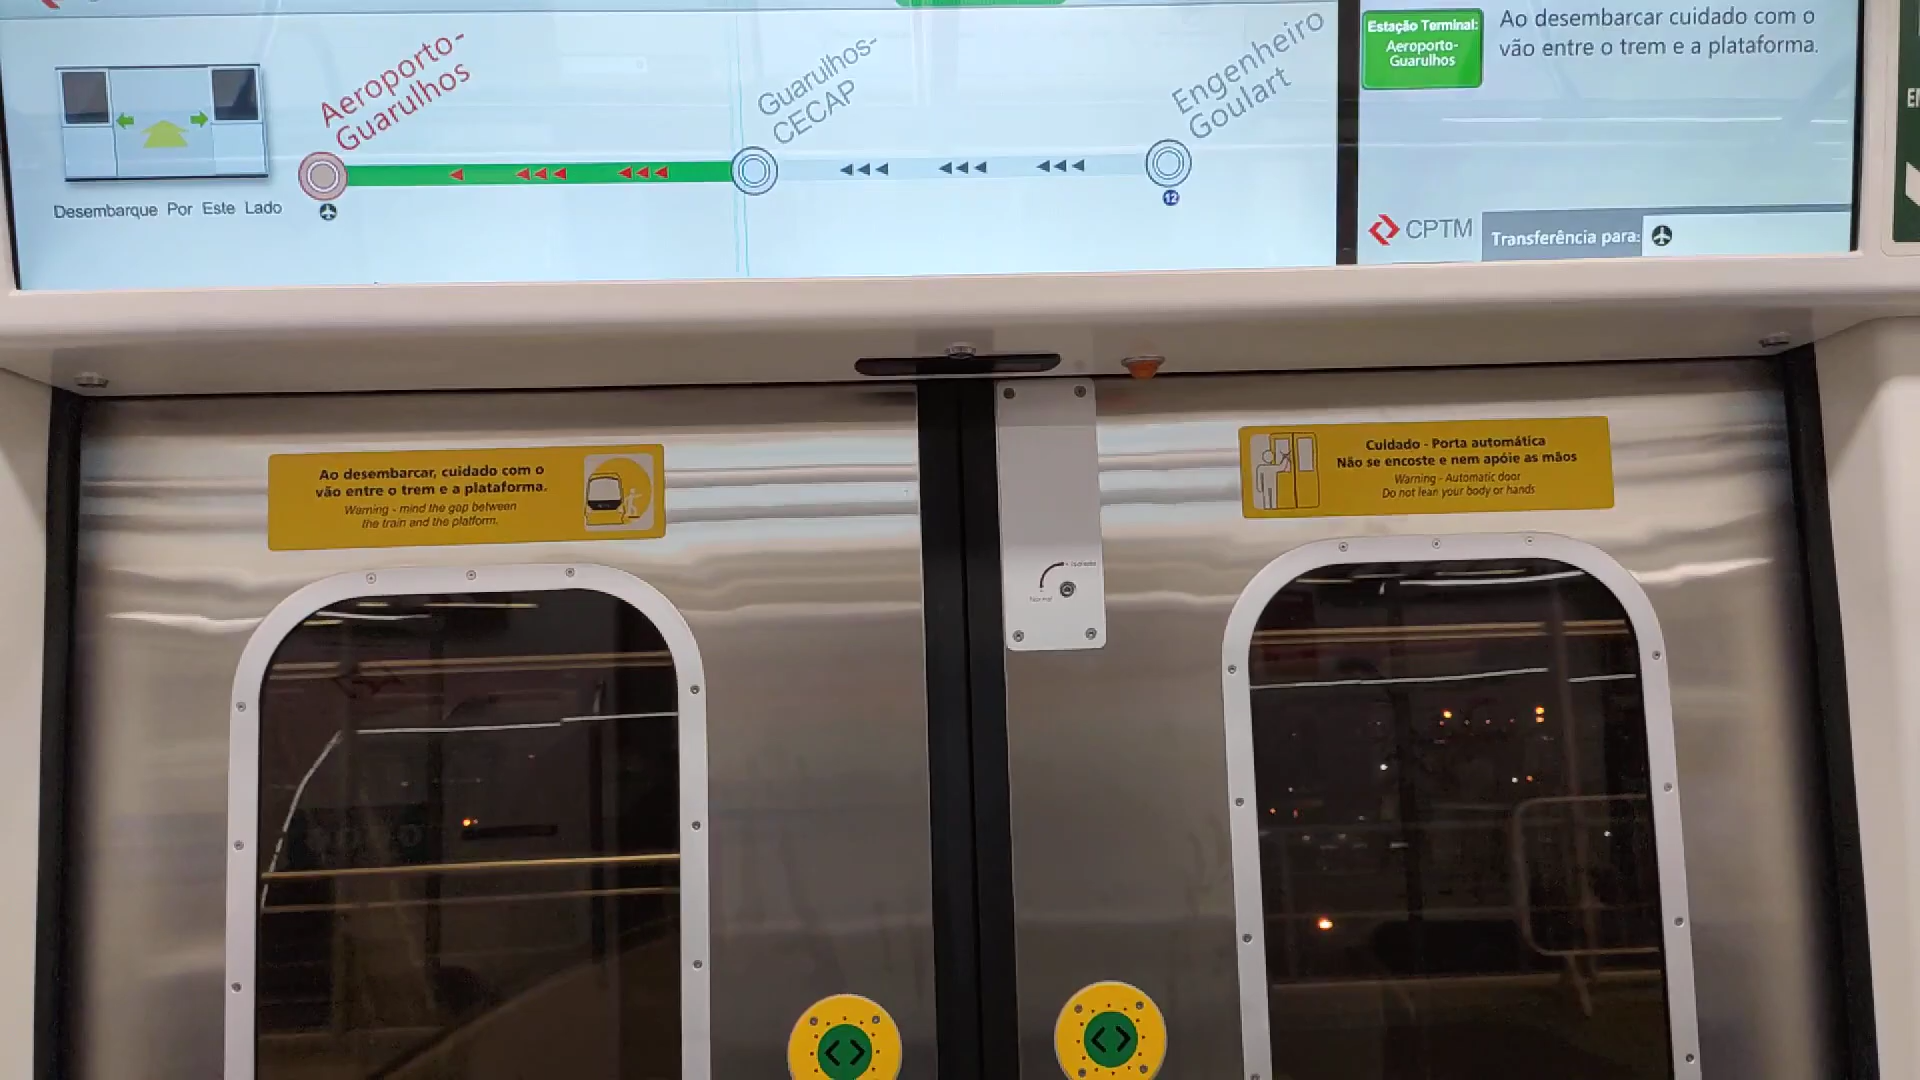 Aeroporto-
Guarulhos
Guarulhos-
CECAP
Engenheiro
Goulart
12
Desembarque Por Este Lado
Estação Terminal:
Aeroporto-
Guarulhos
Ao desembarcar cuidado com o
vão entre o trem e a plataforma.
CPTM
Transferência para:
Ao desembarcar, cuidado com o
vão entre o trem e a plataforma.
Warning - mind the gap between
the train and the platform.
Cuidado - Porta automática
Não se encoste e nem apóie as mãos
Warning - Automatic door
Do not lean your body or hands